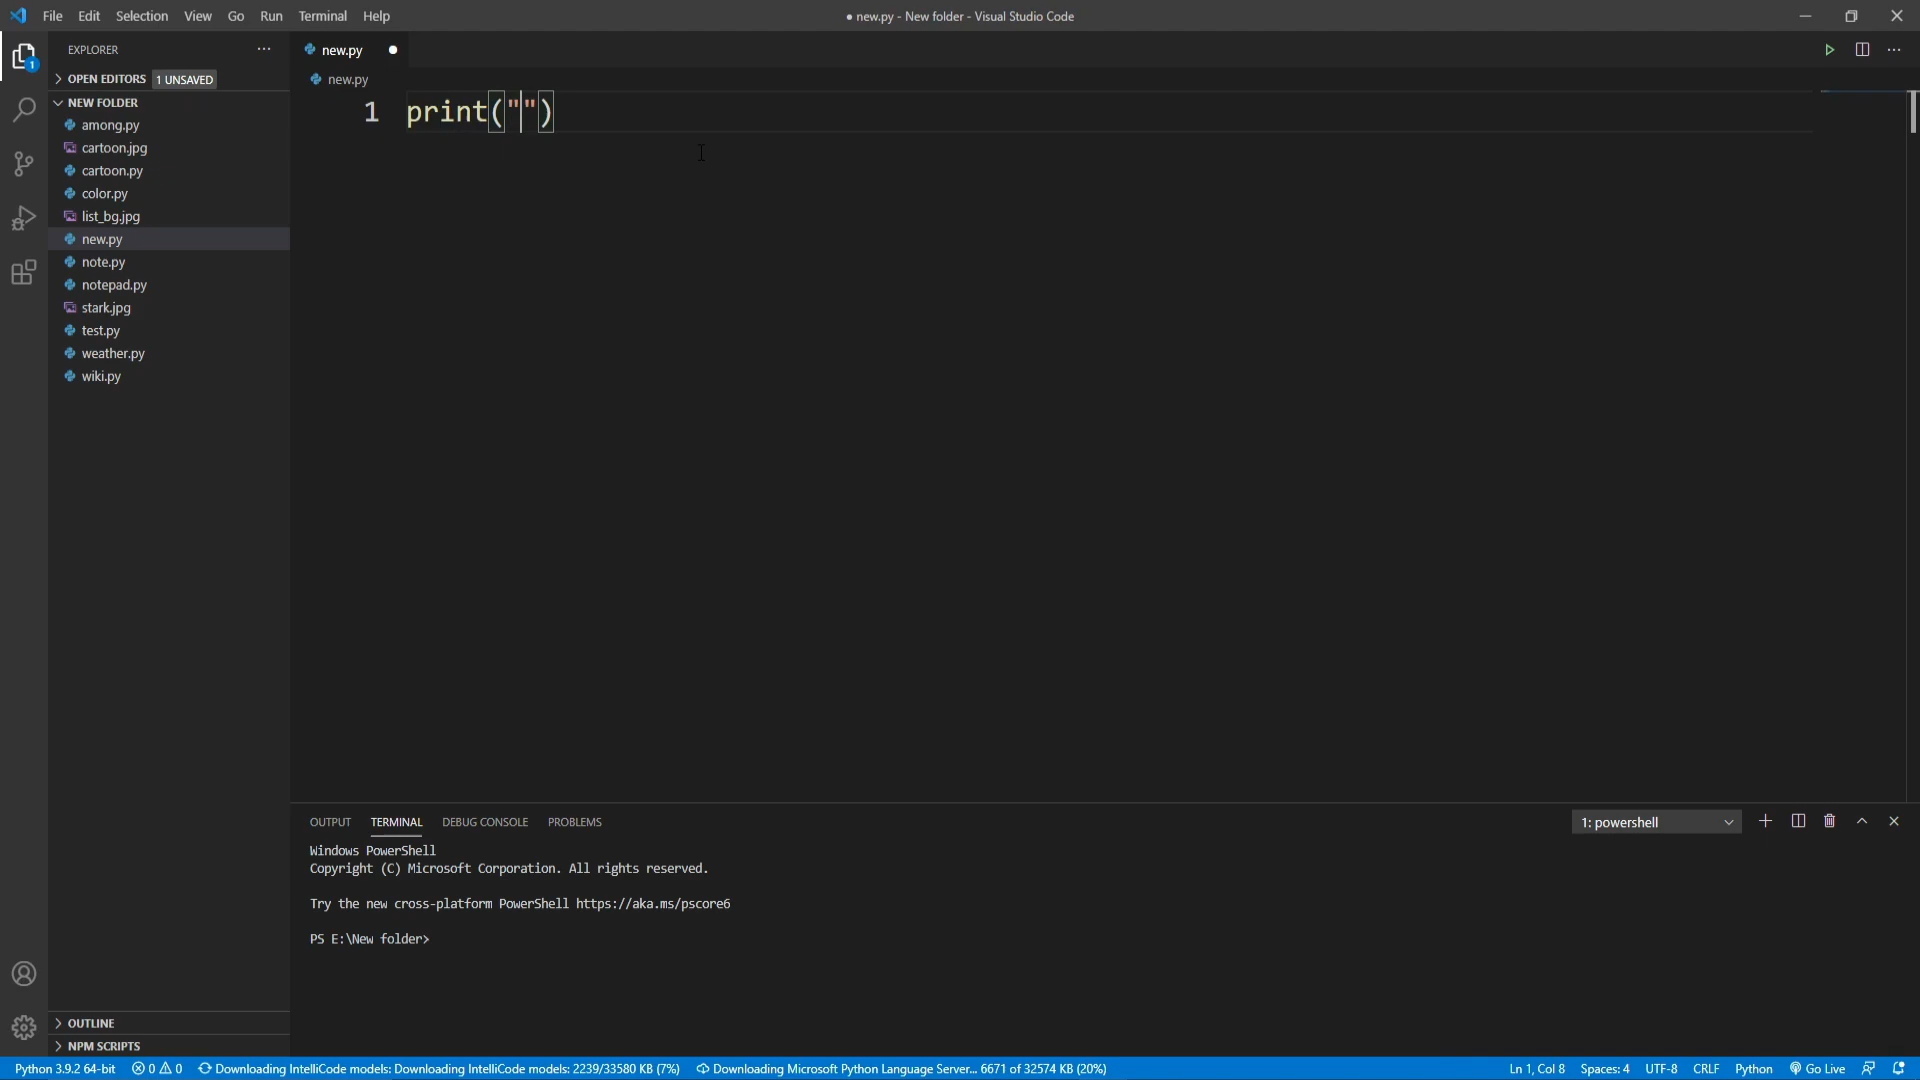 File Edit Selection View Go Run Terminal Help
● new.py - New folder - Visual Studio Code
EXPLORER
1
OPEN EDITORS 1 UNSAVED
NEW FOLDER
among.py
cartoon.jpg
cartoon.py
color.py
list_bg.jpg
new.py
note.py
notepad.py
stark.jpg
test.py
weather.py
wiki.py
OUTLINE
NPM SCRIPTS
new.py
new.py
1 print("")
OUTPUT TERMINAL DEBUG CONSOLE PROBLEMS
1: powershell
Windows PowerShell
Copyright (C) Microsoft Corporation. All rights reserved.
Try the new cross-platform PowerShell https://aka.ms/pscore6
PS E:\New folder>
Python 3.9.2 64-bit 0 0 Downloading IntelliCode models: Downloading IntelliCode models: 2239/33580 KB (7%) Downloading Microsoft Python Language Server... 6671 of 32574 KB (20%) Ln 1, Col 8 Spaces: 4 UTF-8 CRLF Python Go Live